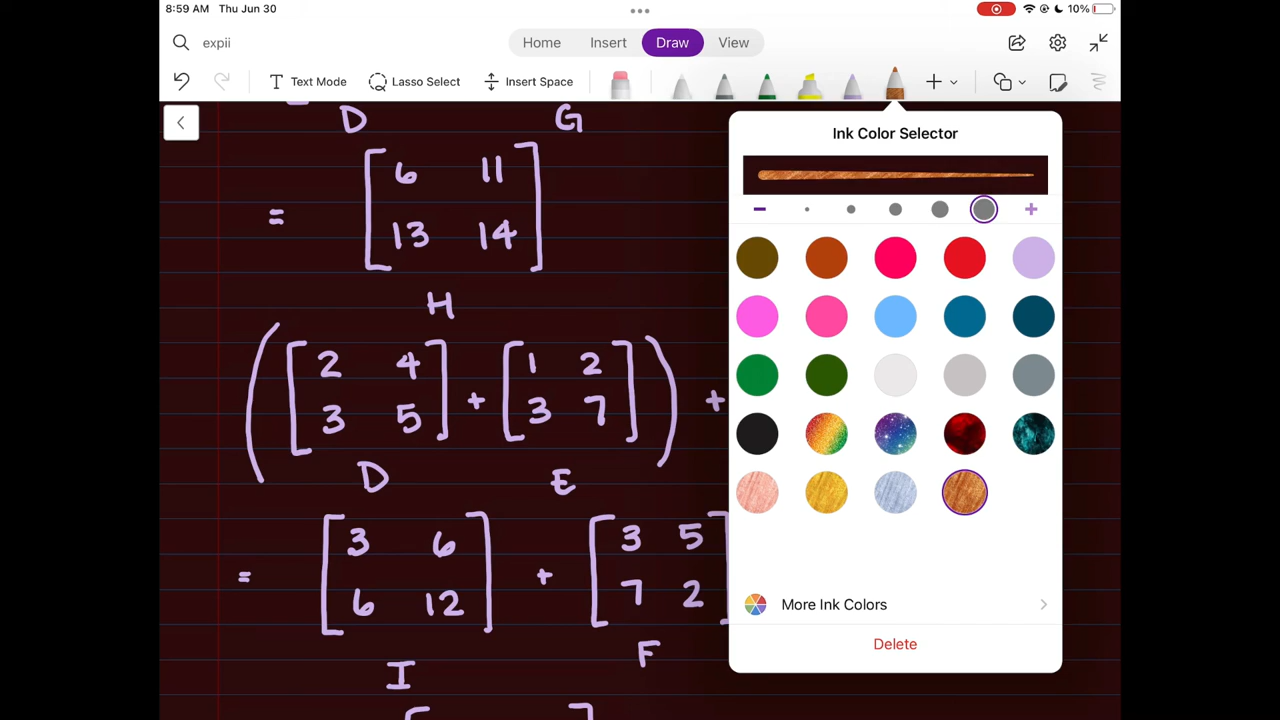 8:59 AM Thu Jun 30 10%
expii Home Insert Draw View
Text Mode Lasso Select Insert Space
D G
Ink Color Selector
6 11
= 13 14
H
( [ 2 4 3 5 ] + [ 1 2 3 7 ] ) +
D E
= [ 3 6 6 12 ] + [ 3 5 7 2 ]
I F
More Ink Colors
Delete